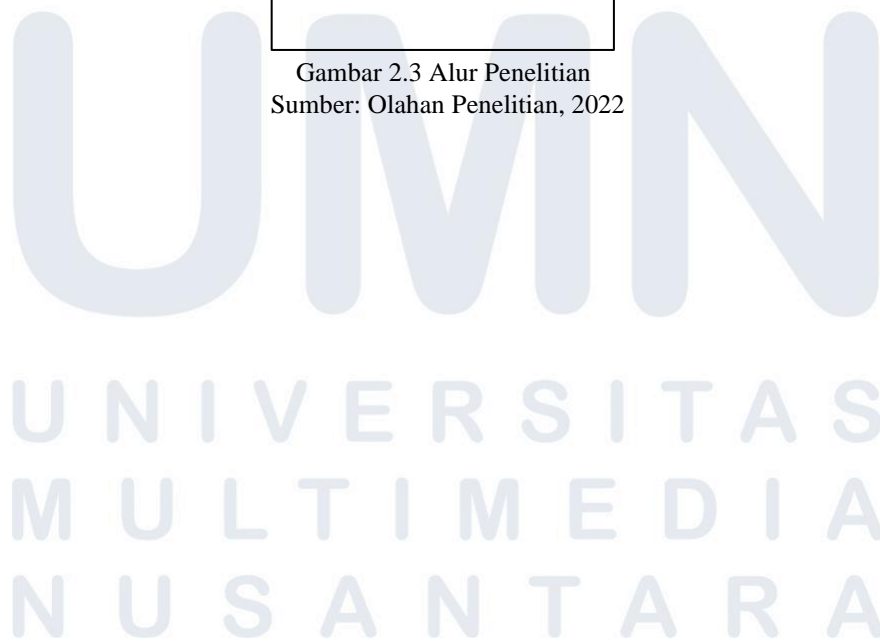 Gambar 2.3 Alur Penelitian
Sumber: Olahan Penelitian, 2022
UMN
UNIVERSITAS
MULTIMEDIA
NUSANTARA